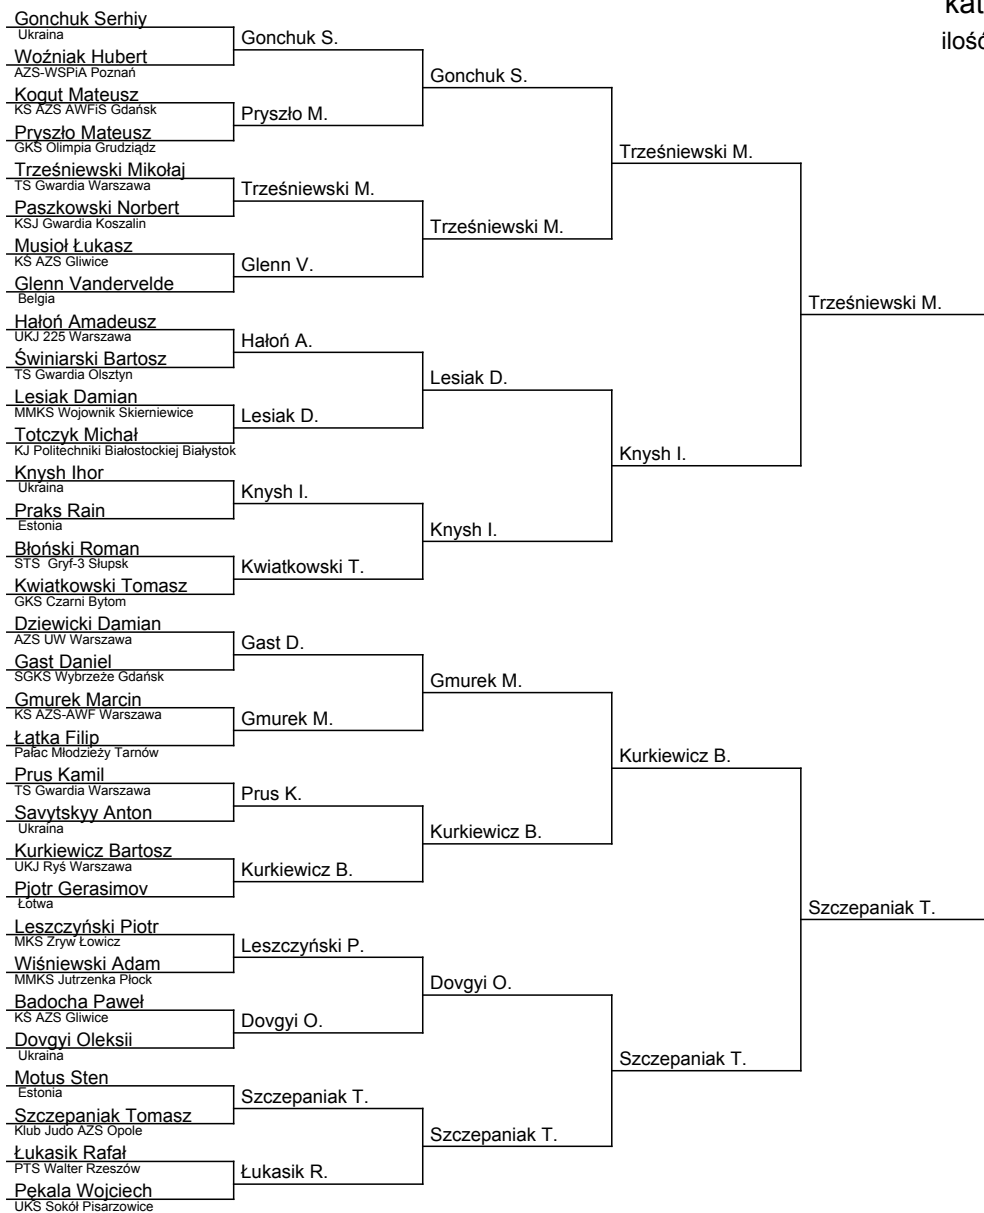 kat
ilość
Gonchuk Serhiy
Ukraina
Woźniak Hubert
AZS-WSPiA Poznań
Kogut Mateusz
KS AZS AWFiS Gdańsk
Pryszło Mateusz
GKS Olimpia Grudziądz
Trześniewski Mikołaj
TS Gwardia Warszawa
Paszkowski Norbert
KSJ Gwardia Koszalin
Musioł Łukasz
KŚ AZS Gliwice
Glenn Vandervelde
Belgia
Hałoń Amadeusz
UKJ 225 Warszawa
Świniarski Bartosz
TS Gwardia Olsztyn
Lesiak Damian
MMKS Wojownik Skierniewice
Totczyk Michał
KJ Politechniki Białostockiej Białystok
Knysh Ihor
Ukraina
Praks Rain
Estonia
Błoński Roman
STS Gryf-3 Słupsk
Kwiatkowski Tomasz
GKS Czarni Bytom
Dziewicki Damian
AZS UW Warszawa
Gast Daniel
SGKS Wybrzeże Gdańsk
Gmurek Marcin
KS AZS-AWF Warszawa
Łątka Filip
Pałac Młodzieży Tarnów
Prus Kamil
TS Gwardia Warszawa
Savytskyy Anton
Ukraina
Kurkiewicz Bartosz
UKJ Ryś Warszawa
Pjotr Gerasimov
Łotwa
Leszczyński Piotr
MKS Zryw Łowicz
Wiśniewski Adam
MMKS Jutrzenka Płock
Badocha Paweł
KŚ AZS Gliwice
Dovgyi Oleksii
Ukraina
Motus Sten
Estonia
Szczepaniak Tomasz
Klub Judo AZS Opole
Łukasik Rafał
PTS Walter Rzeszów
Pękala Wojciech
UKS Sokół Pisarzowice
Gonchuk S.
Pryszło M.
Trześniewski M.
Glenn V.
Hałoń A.
Lesiak D.
Knysh I.
Kwiatkowski T.
Gast D.
Gmurek M.
Prus K.
Kurkiewicz B.
Leszczyński P.
Dovgyi O.
Szczepaniak T.
Łukasik R.
Gonchuk S.
Trześniewski M.
Lesiak D.
Knysh I.
Gmurek M.
Kurkiewicz B.
Dovgyi O.
Szczepaniak T.
Trześniewski M.
Knysh I.
Kurkiewicz B.
Szczepaniak T.
Trześniewski M.
Szczepaniak T.